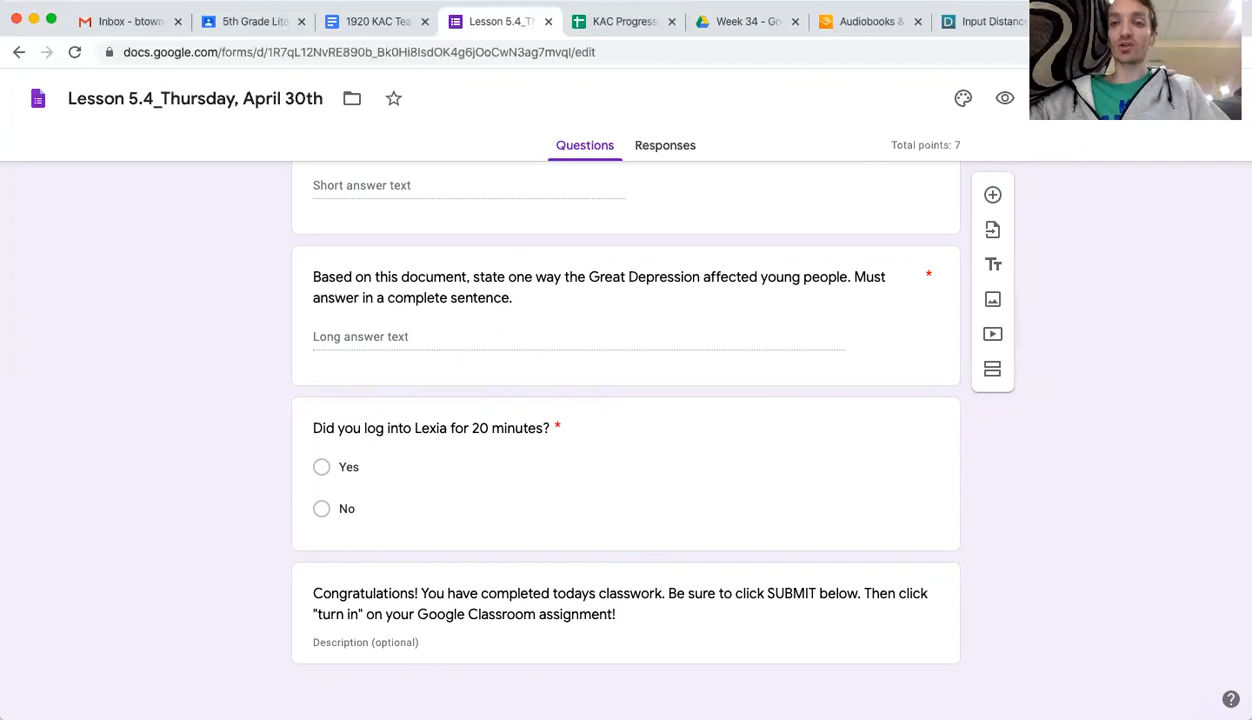 Inbox - btown
5th Grade Lite
1920 KAC Tea
Lesson 5.4_T
KAC Progress
Week 34 - Go
Audiobooks &
Input Distanc
docs.google.com/forms/d/1R7qL12NvRE890b_Bk0Hi8IsdOK4g6jOoCwN3ag7mvqI/edit
Lesson 5.4_Thursday, April 30th
Questions
Responses
Total points: 7
Short answer text
Based on this document, state one way the Great Depression affected young people. Must *
answer in a complete sentence.
Long answer text
Did you log into Lexia for 20 minutes? *
Yes
No
Congratulations! You have completed todays classwork. Be sure to click SUBMIT below. Then click
"turn in" on your Google Classroom assignment!
Description (optional)